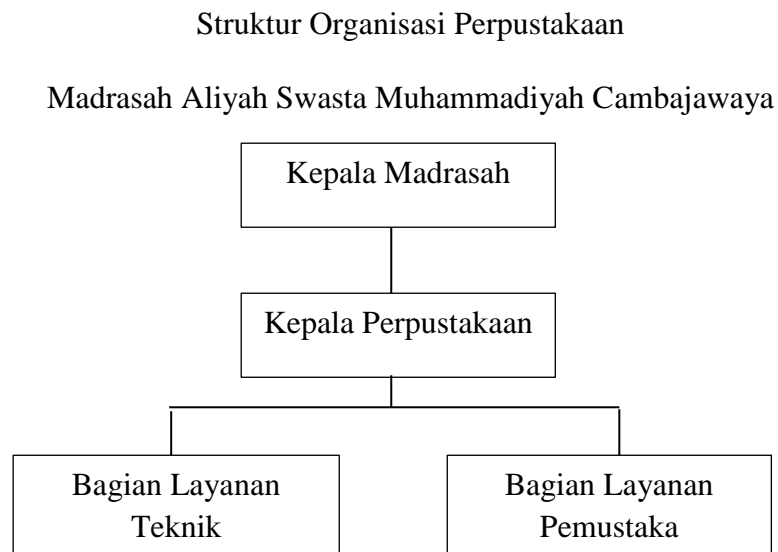 Struktur Organisasi Perpustakaan
Madrasah Aliyah Swasta Muhammadiyah Cambajawaya
Kepala Madrasah
Kepala Perpustakaan
Bagian Layanan
Teknik
Bagian Layanan
Pemustaka